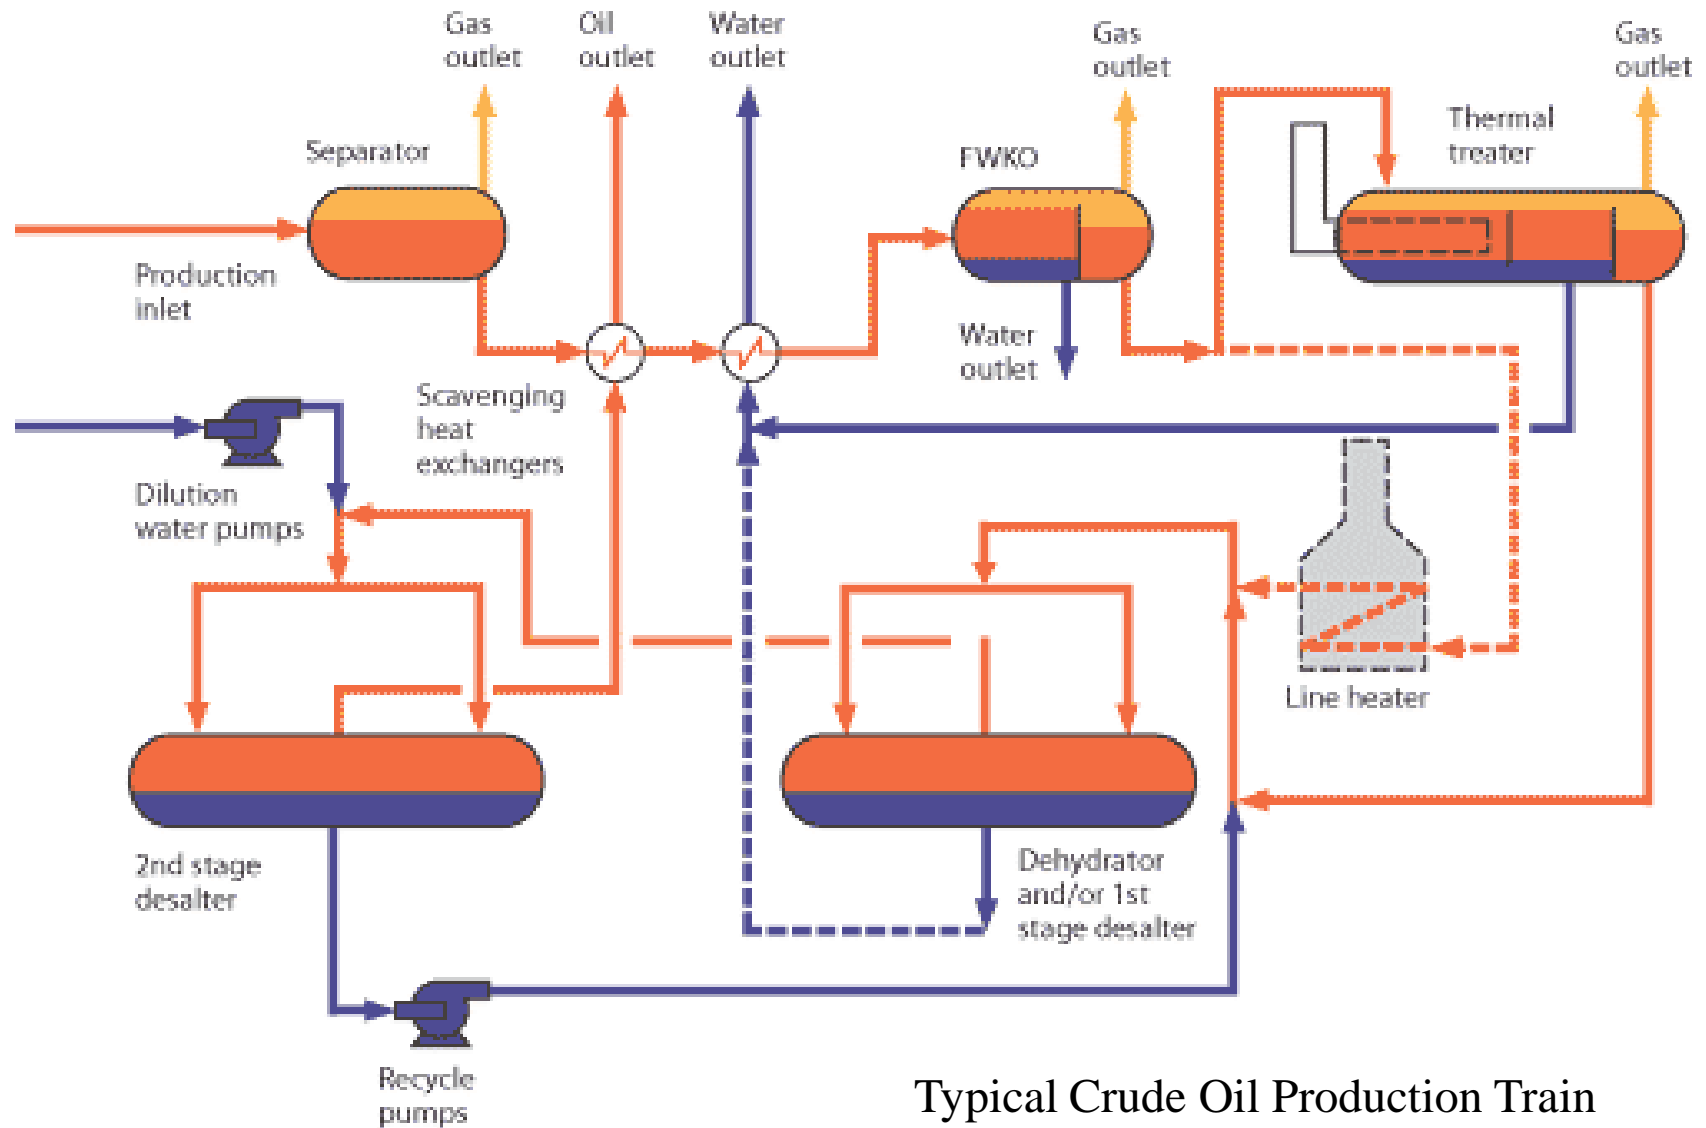 Gas
outlet
Oil
outlet
Water
outlet
Gas
outlet
Gas
outlet
Separator
FWKO
Thermal
treater
Production
inlet
Water
outlet
Scavenging
heat
exchangers
Dilution
water pumps
Line heater
2nd stage
desalter
Dehydrator
and/or 1st
stage desalter
Recycle
pumps
Typical Crude Oil Production Train